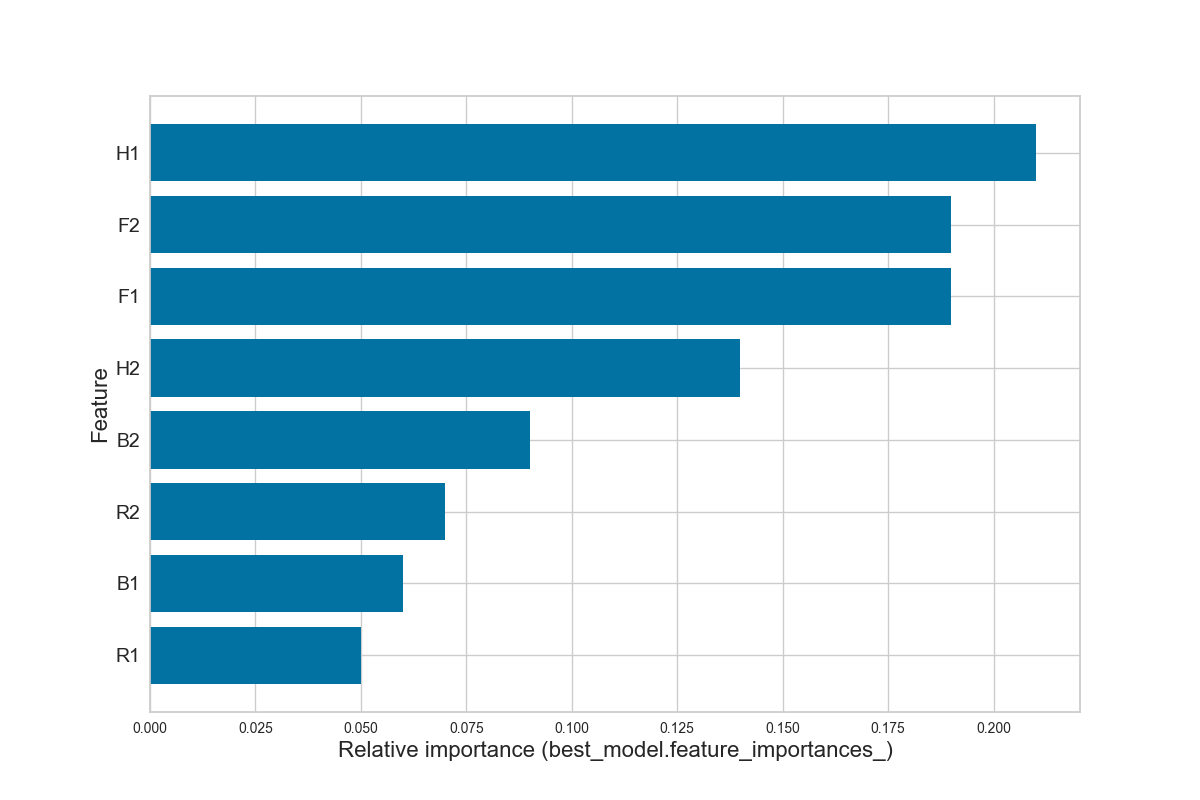 H1
F2
F1
H2
B2
R2
B1
R1
Feature
0.000 0.025 0.050 0.075 0.100 0.125 0.150 0.175 0.200
Relative importance (best_model.feature_importances_)